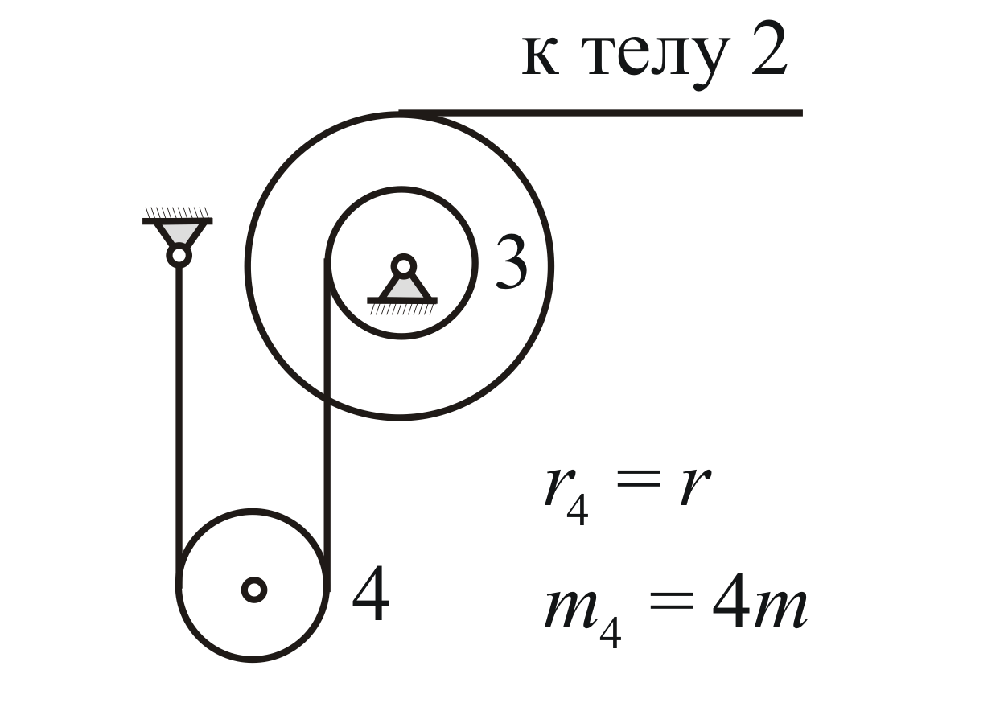 к телу 2
3
r₄ = r
4
m₄ = 4m